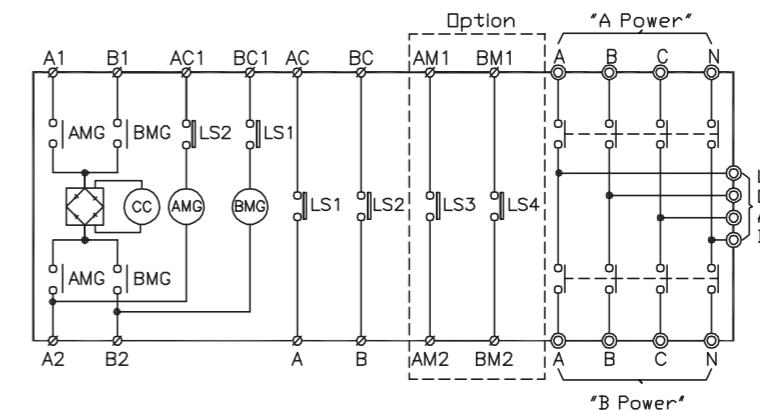 Option "A Power"
A1 B1 AC1 BC1 AC BC AM1 BM1 A B C N
AMG BMG LS2 LS1
L
CC AMG BMG LS1 LS2 LS3 LS4
A
AMG BMG
A2 B2 A B AM2 BM2 A B C N
"B Power"